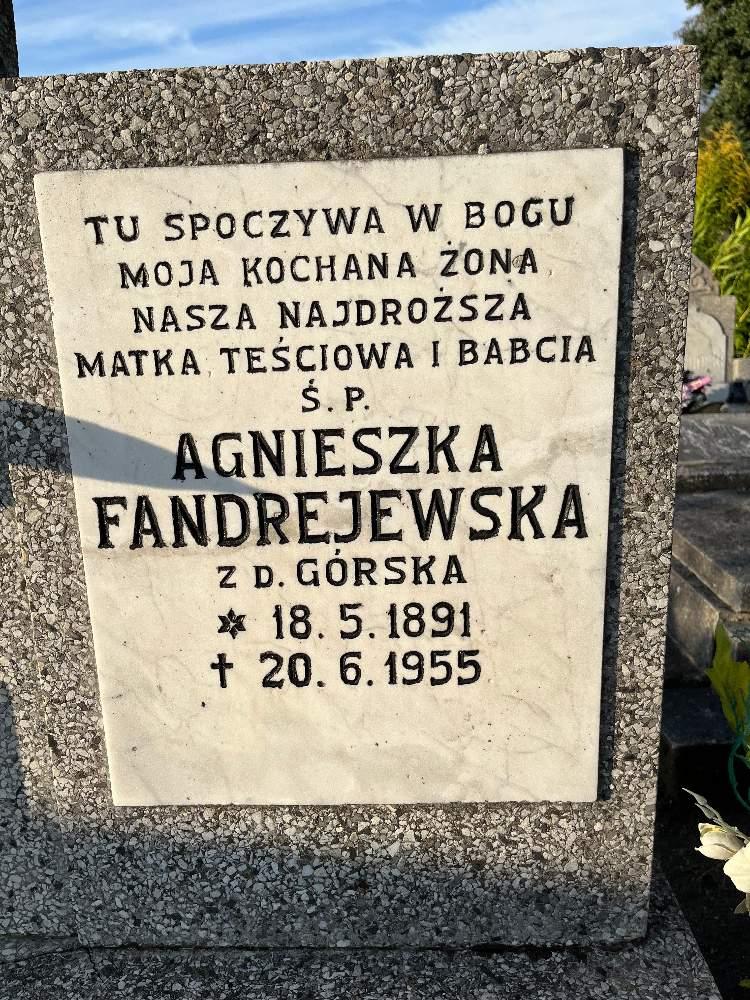 TU SPOCZYWA W BOGU
MOJA KOCHANA ŻONA,
NASZA NAJDROŻSZA
MATKA, TEŚCIOWA I BABCIA
Ś. P.
AGNIESZKA
FANDREJEWSKA
Z D. GÓRSKA
* 18. 5. 1891
† 20. 6. 1955